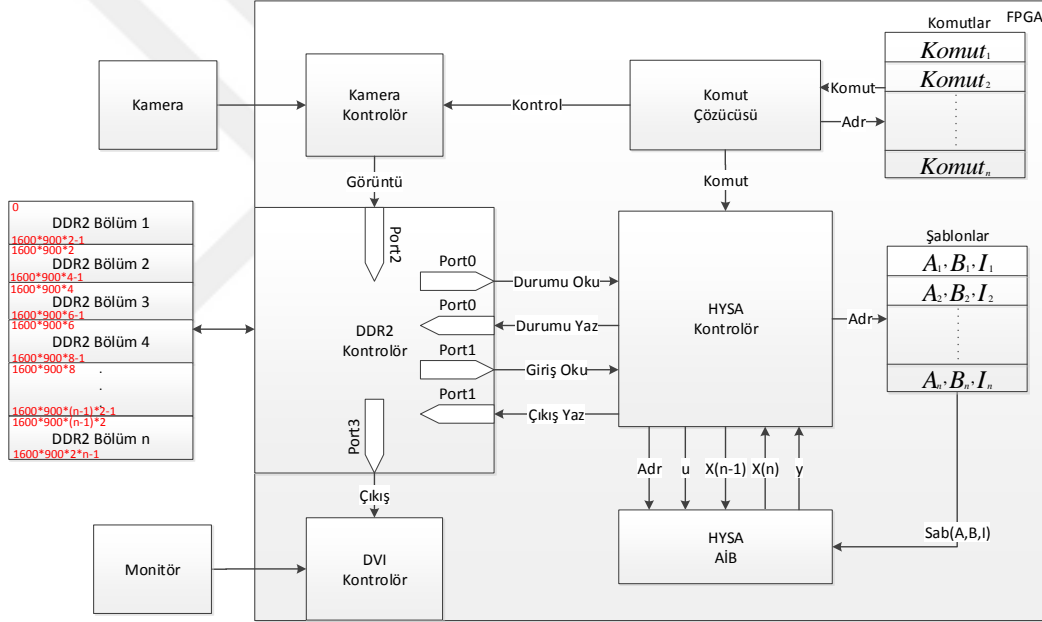 FPGA
Komutlar
Komut1
Komut2
Komutn
Kamera
Kamera
Kontrolör
Kontrol
Komut
Çözücüsü
Komut
Adr
Görüntü
Komut
0
DDR2 Bölüm 1
1600*900*2-1
1600*900*2
DDR2 Bölüm 2
1600*900*4-1
1600*900*4
DDR2 Bölüm 3
1600*900*6-1
1600*900*6
DDR2 Bölüm 4
1600*900*8-1
1600*900*8
1600*900*(n-1)*2-1
1600*900*(n-1)*2
DDR2 Bölüm n
1600*900*2*n-1
Port2
Port0
Port0
DDR2
Kontrolör
Port1
Port1
Port3
Durumu Oku
Durumu Yaz
Giriş Oku
Çıkış Yaz
HYSA
Kontrolör
Adr
Şablonlar
A1, B1, I1
A2, B2, I2
An, Bn, In
Adr
u
X(n-1)
X(n)
y
Çıkış
Sab(A,B,I)
HYSA
AİB
Monitör
DVI
Kontrolör